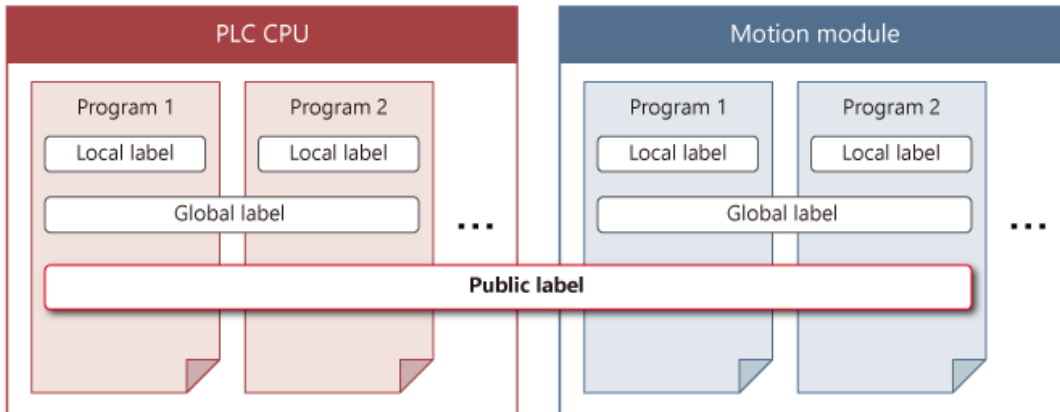 PLC CPU
Motion module
Program 1
Program 2
Program 1
Program 2
Local label
Local label
Local label
Local label
Global label
...
Global label
...
Public label